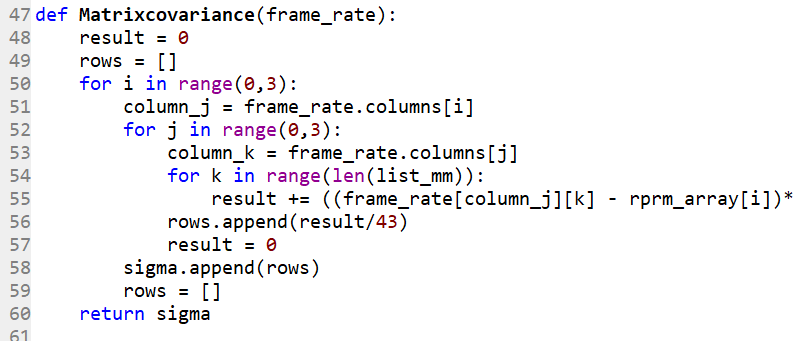 47 def Matrixcovariance(frame_rate):
48     result = 0
49     rows = []
50     for i in range(0,3):
51         column_j = frame_rate.columns[i]
52         for j in range(0,3):
53             column_k = frame_rate.columns[j]
54             for k in range(len(list_mm)):
55                 result += ((frame_rate[column_j][k] - rprm_array[i])*
56             rows.append(result/43)
57             result = 0
58         sigma.append(rows)
59         rows = []
60     return sigma
61